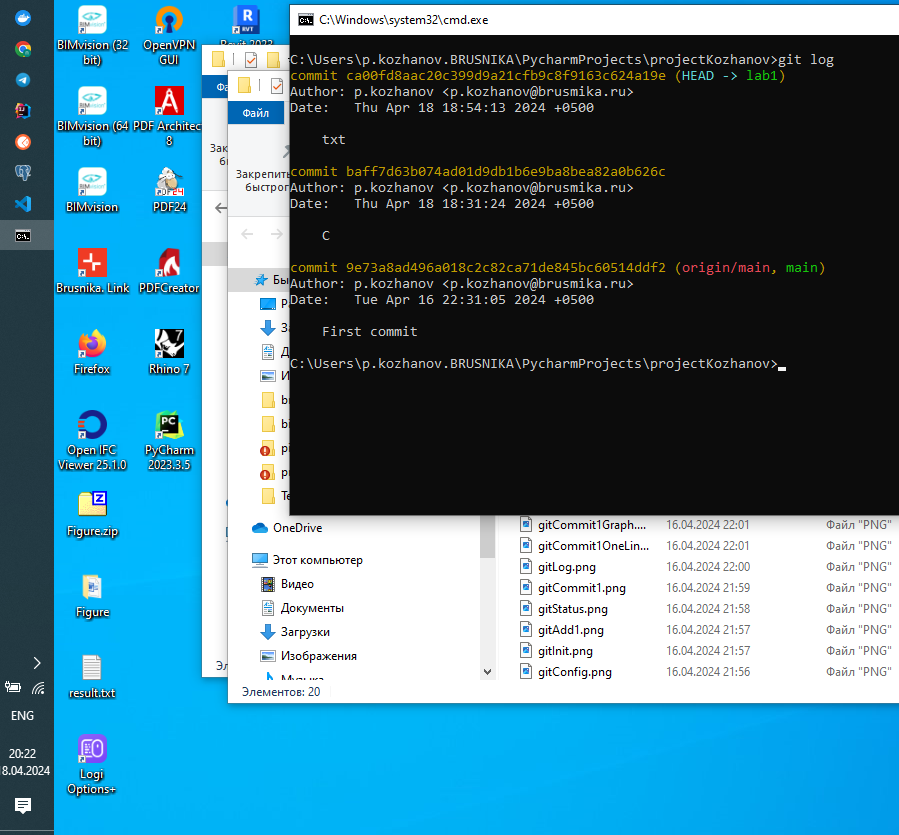 C:\Windows\system32\cmd.exe
C:\Users\p.kozhanov.BRUSNIKA\PycharmProjects\projectKozhanov>git log
commit ca00fd8aac20c399d9a21cfb9c8f9163c624a19e (HEAD -> lab1)
Author: p.kozhanov <p.kozhanov@brusmika.ru>
Date:   Thu Apr 18 18:54:13 2024 +0500
txt
commit baff7d63b074ad01d9db1b6e9ba8bea82a0b626c
Author: p.kozhanov <p.kozhanov@brusmika.ru>
Date:   Thu Apr 18 18:31:24 2024 +0500
C
commit 9e73a8ad496a018c2c82ca71de845bc60514ddf2 (origin/main, main)
Author: p.kozhanov <p.kozhanov@brusmika.ru>
Date:   Tue Apr 16 22:31:05 2024 +0500
First commit
C:\Users\p.kozhanov.BRUSNIKA\PycharmProjects\projectKozhanov>
BIMvision (32
bit)
OpenVPN
GUI
BIMvision (64
bit)
PDF Architec
8
BIMvision
PDF24
Brusnika. Link
PDFCreator
Firefox
Rhino 7
Open IFC
Viewer 25.1.0
PyCharm
2023.3.5
Figure.zip
Figure
result.txt
Logi
Options+
Файл
Закрепить
OneDrive
Этот компьютер
Видео
Документы
Загрузки
Изображения
Музыка
Элементов: 20
gitCommit1Graph.... 16.04.2024 22:01 Файл "PNG"
gitCommit1OneLin... 16.04.2024 22:01 Файл "PNG"
gitLog.png 16.04.2024 22:00 Файл "PNG"
gitCommit1.png 16.04.2024 21:59 Файл "PNG"
gitStatus.png 16.04.2024 21:58 Файл "PNG"
gitAdd1.png 16.04.2024 21:57 Файл "PNG"
gitInit.png 16.04.2024 21:57 Файл "PNG"
gitConfig.png 16.04.2024 21:56 Файл "PNG"
ENG
20:22
8.04.2024